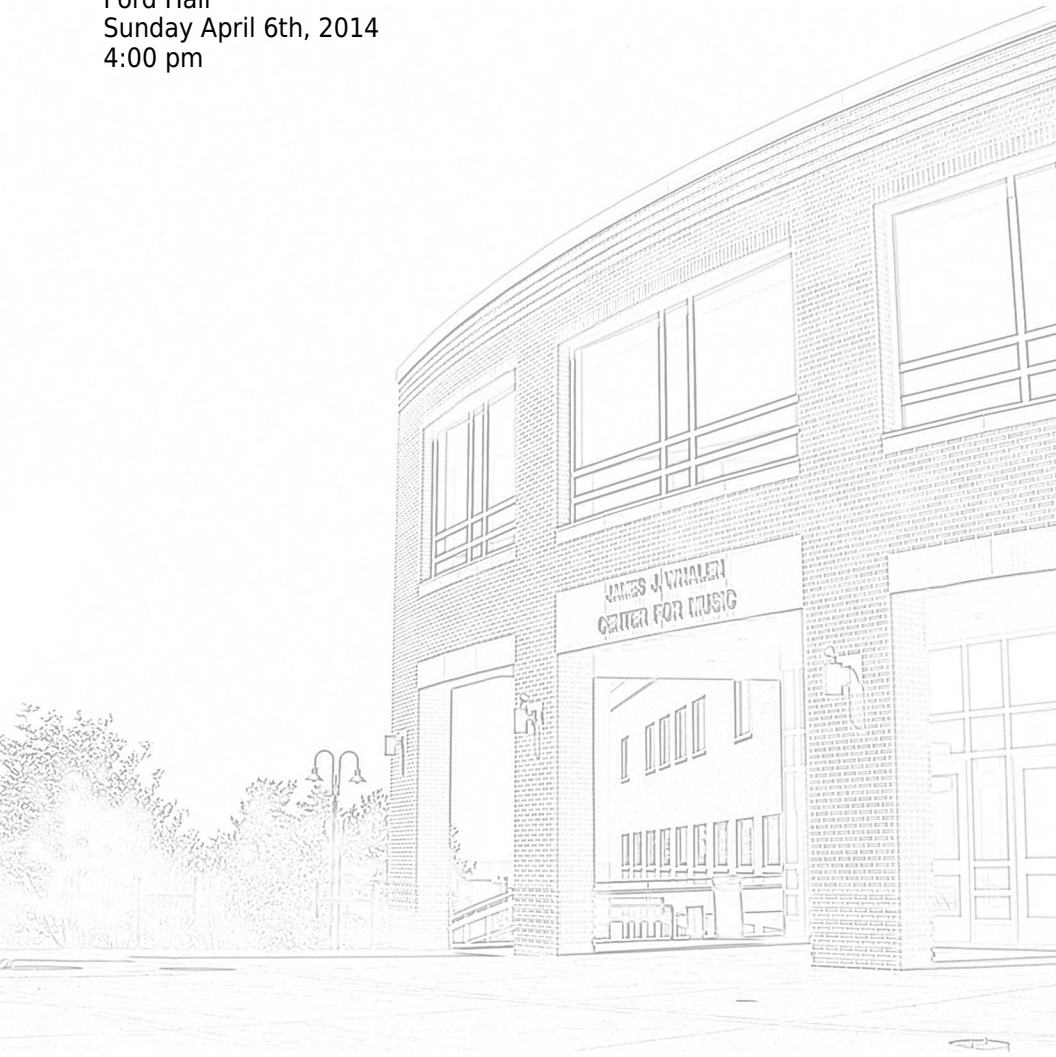 Ford Hall
Sunday April 6th, 2014
4:00 pm
JAMES J. WHALEN
CENTER FOR MUSIC